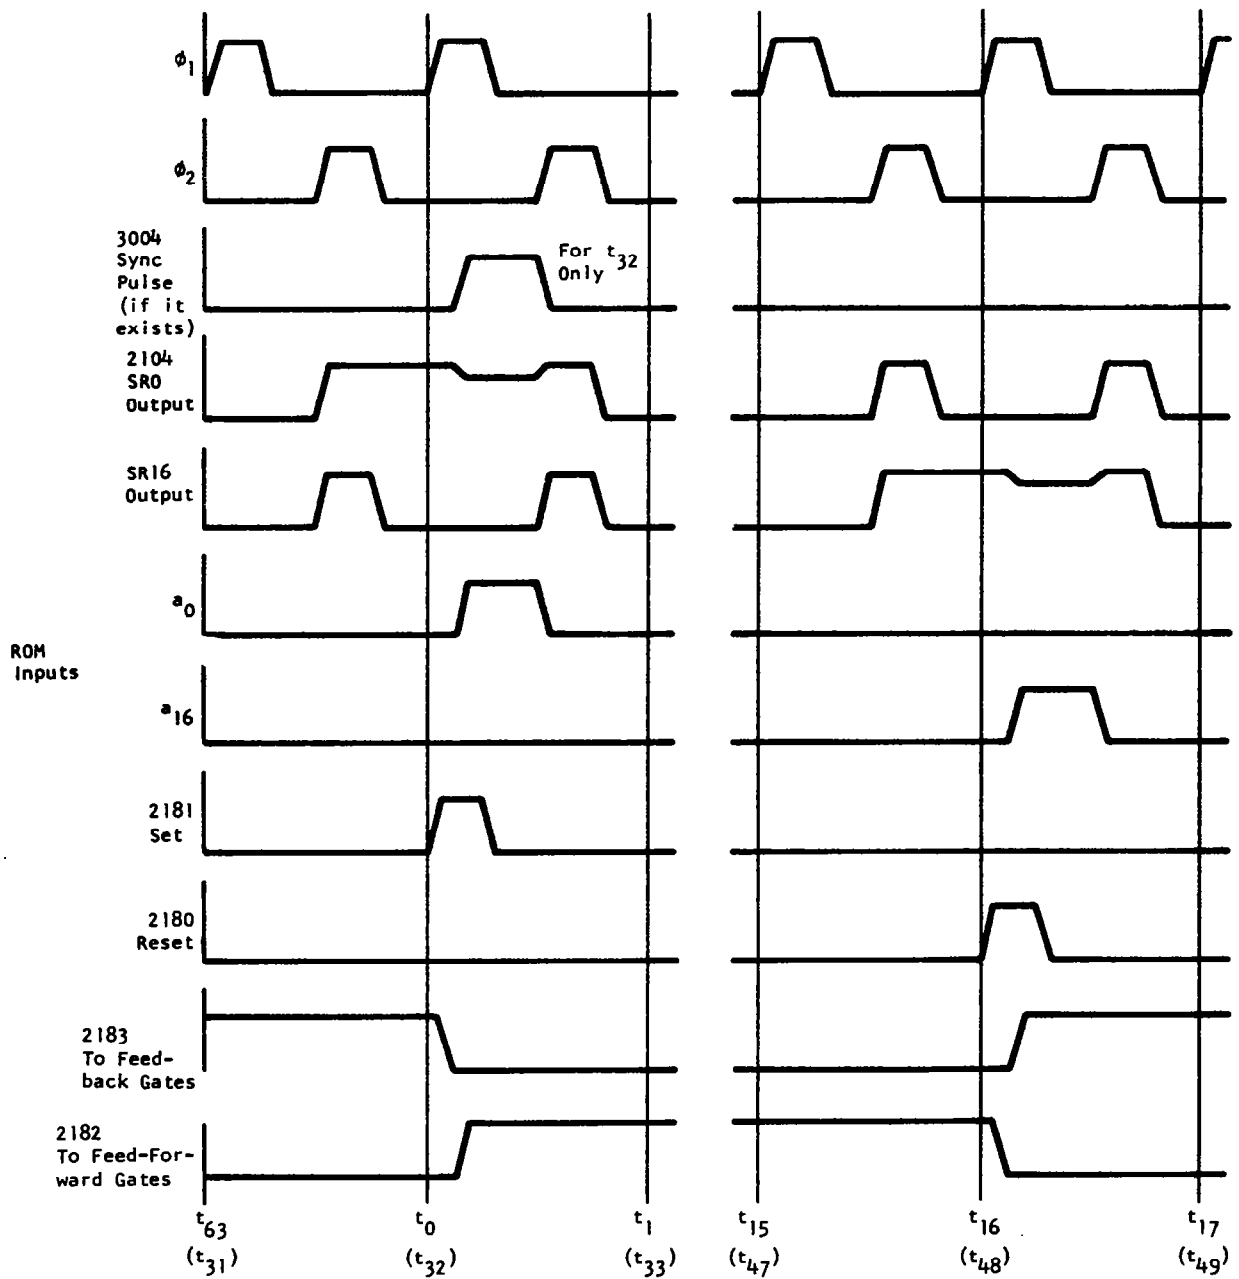 ϕ1
ϕ2
3004
Sync
Pulse
(if it
exists)
For t32
Only
2104
SR0
Output
SR16
Output
a0
ROM
Inputs
a16
2181
Set
2180
Reset
2183
To Feed-
back Gates
2182
To Feed-For-
ward Gates
t63 t0 t1 t15 t16 t17
(t31) (t32) (t33) (t47) (t48) (t49)